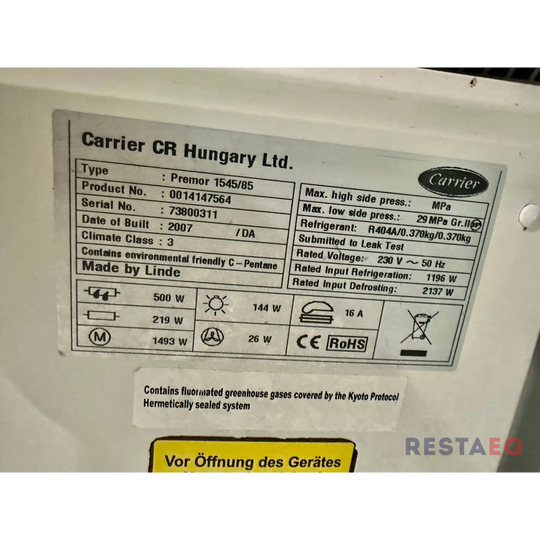 Carrier CR Hungary Ltd.
Carrier
Type : Premor 1545/85
Product No. : 0014147564
Serial No. : 73800311
Date of Built : 2007 /DA
Climate Class : 3
Contains environmental friendly C-Pentane
Made by Linde
Max. high side press.: MPa
Max. low side press.: 29 MPa Gr.II
Refrigerant: R404A/0.370kg/0.370kg
Submitted to Leak Test
Rated Voltage: 230 V ~ 50 Hz
Rated Input Refrigeration: 1196 W
Rated Input Defrosting: 2137 W
500 W 144 W 16 A
219 W 26 W CE RoHS
M 1493 W
Contains fluorinated greenhouse gases covered by the Kyoto Protocol
Hermetically sealed system
Vor Öffnung des Gerätes
RESTAEQ